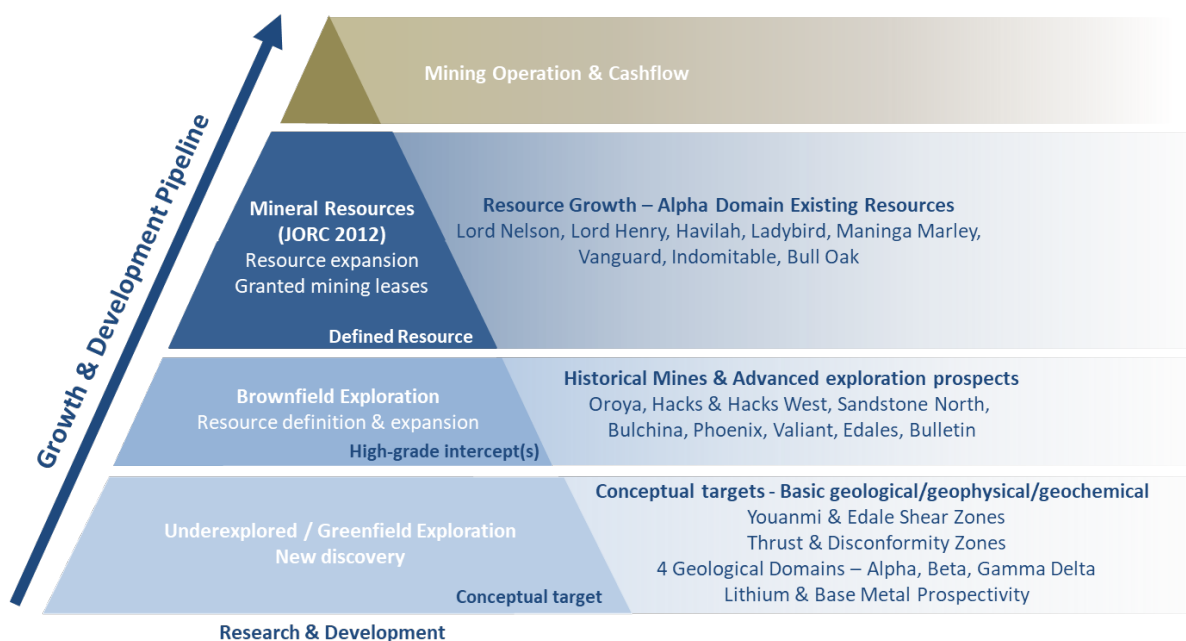 Growth & Development Pipeline
Mining Operation & Cashflow
Mineral Resources
(JORC 2012)
Resource expansion
Granted mining leases
Defined Resource
Resource Growth – Alpha Domain Existing Resources
Lord Nelson, Lord Henry, Havilah, Ladybird, Maninga Marley,
Vanguard, Indomitable, Bull Oak
Brownfield Exploration
Resource definition & expansion
High-grade intercept(s)
Historical Mines & Advanced exploration prospects
Oroya, Hacks & Hacks West, Sandstone North,
Bulchina, Phoenix, Valiant, Edales, Bulletin
Underexplored / Greenfield Exploration
New discovery
Conceptual target
Conceptual targets - Basic geological/geophysical/geochemical
Youanmi & Edale Shear Zones
Thrust & Disconformity Zones
4 Geological Domains – Alpha, Beta, Gamma Delta
Lithium & Base Metal Prospectivity
Research & Development